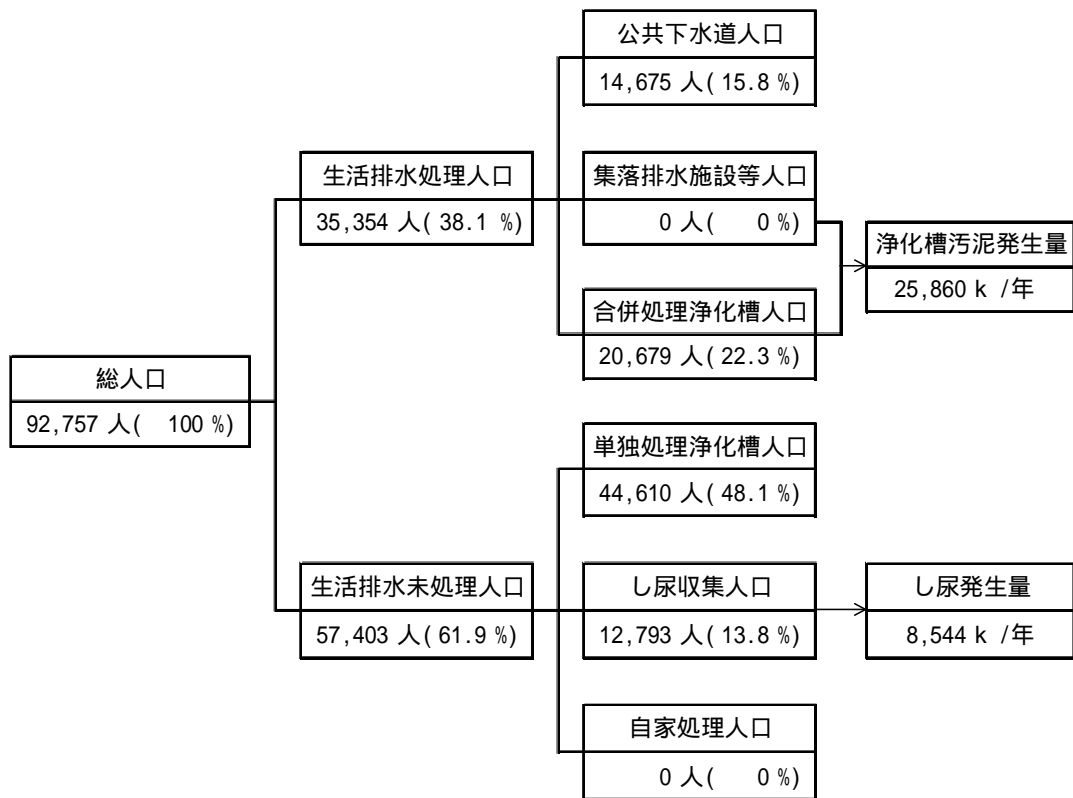 公共下水道人口
14,675 人( 15.8 %)
生活排水処理人口
35,354 人( 38.1 %)
集落排水施設等人口
0 人( 0 %)
浄化槽汚泥発生量
25,860 k /年
合併処理浄化槽人口
20,679 人( 22.3 %)
総人口
92,757 人( 100 %)
単独処理浄化槽人口
44,610 人( 48.1 %)
生活排水未処理人口
57,403 人( 61.9 %)
し尿収集人口
12,793 人( 13.8 %)
し尿発生量
8,544 k /年
自家処理人口
0 人( 0 %)